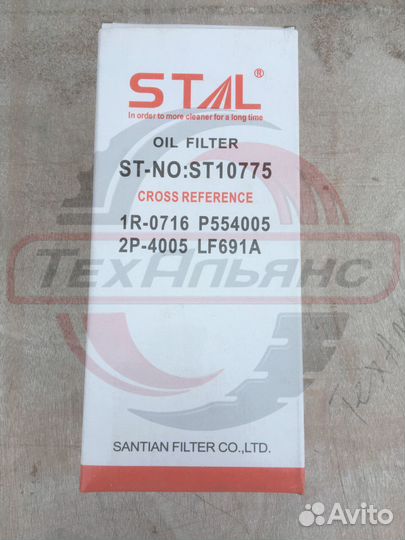 STAL®
In order to more cleaner for a long time
OIL FILTER
ST-NO:ST10775
CROSS REFERENCE
1R-0716 P554005
2P-4005 LF691A
ТехАльянс
SANTIAN FILTER CO.,LTD.
Avito